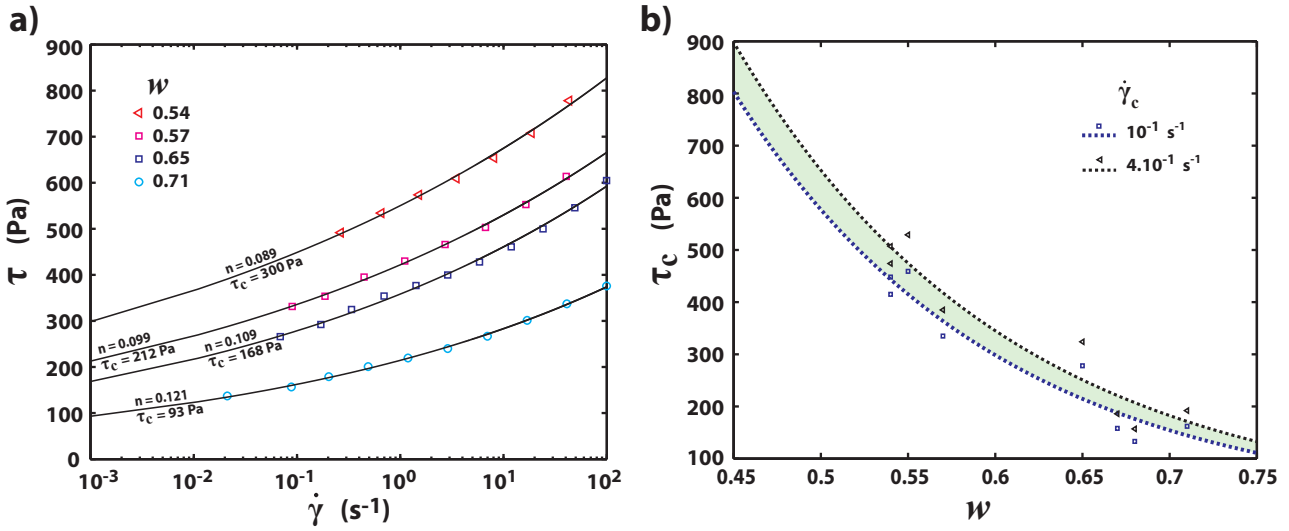 a)
900
800
700
600
500
400
300
200
100
0
τ (Pa)
w
0.54
0.57
0.65
0.71
n = 0.089
τc = 300 Pa
n = 0.099
τc = 212 Pa
n = 0.109
τc = 168 Pa
n = 0.121
τc = 93 Pa
10⁻³ 10⁻² 10⁻¹ 10⁰ 10¹ 10²
γ̇ (s⁻¹)
b)
900
800
700
600
500
400
300
200
100
τc (Pa)
γ̇c
10⁻¹ s⁻¹
4.10⁻¹ s⁻¹
0.45 0.5 0.55 0.6 0.65 0.7 0.75
w